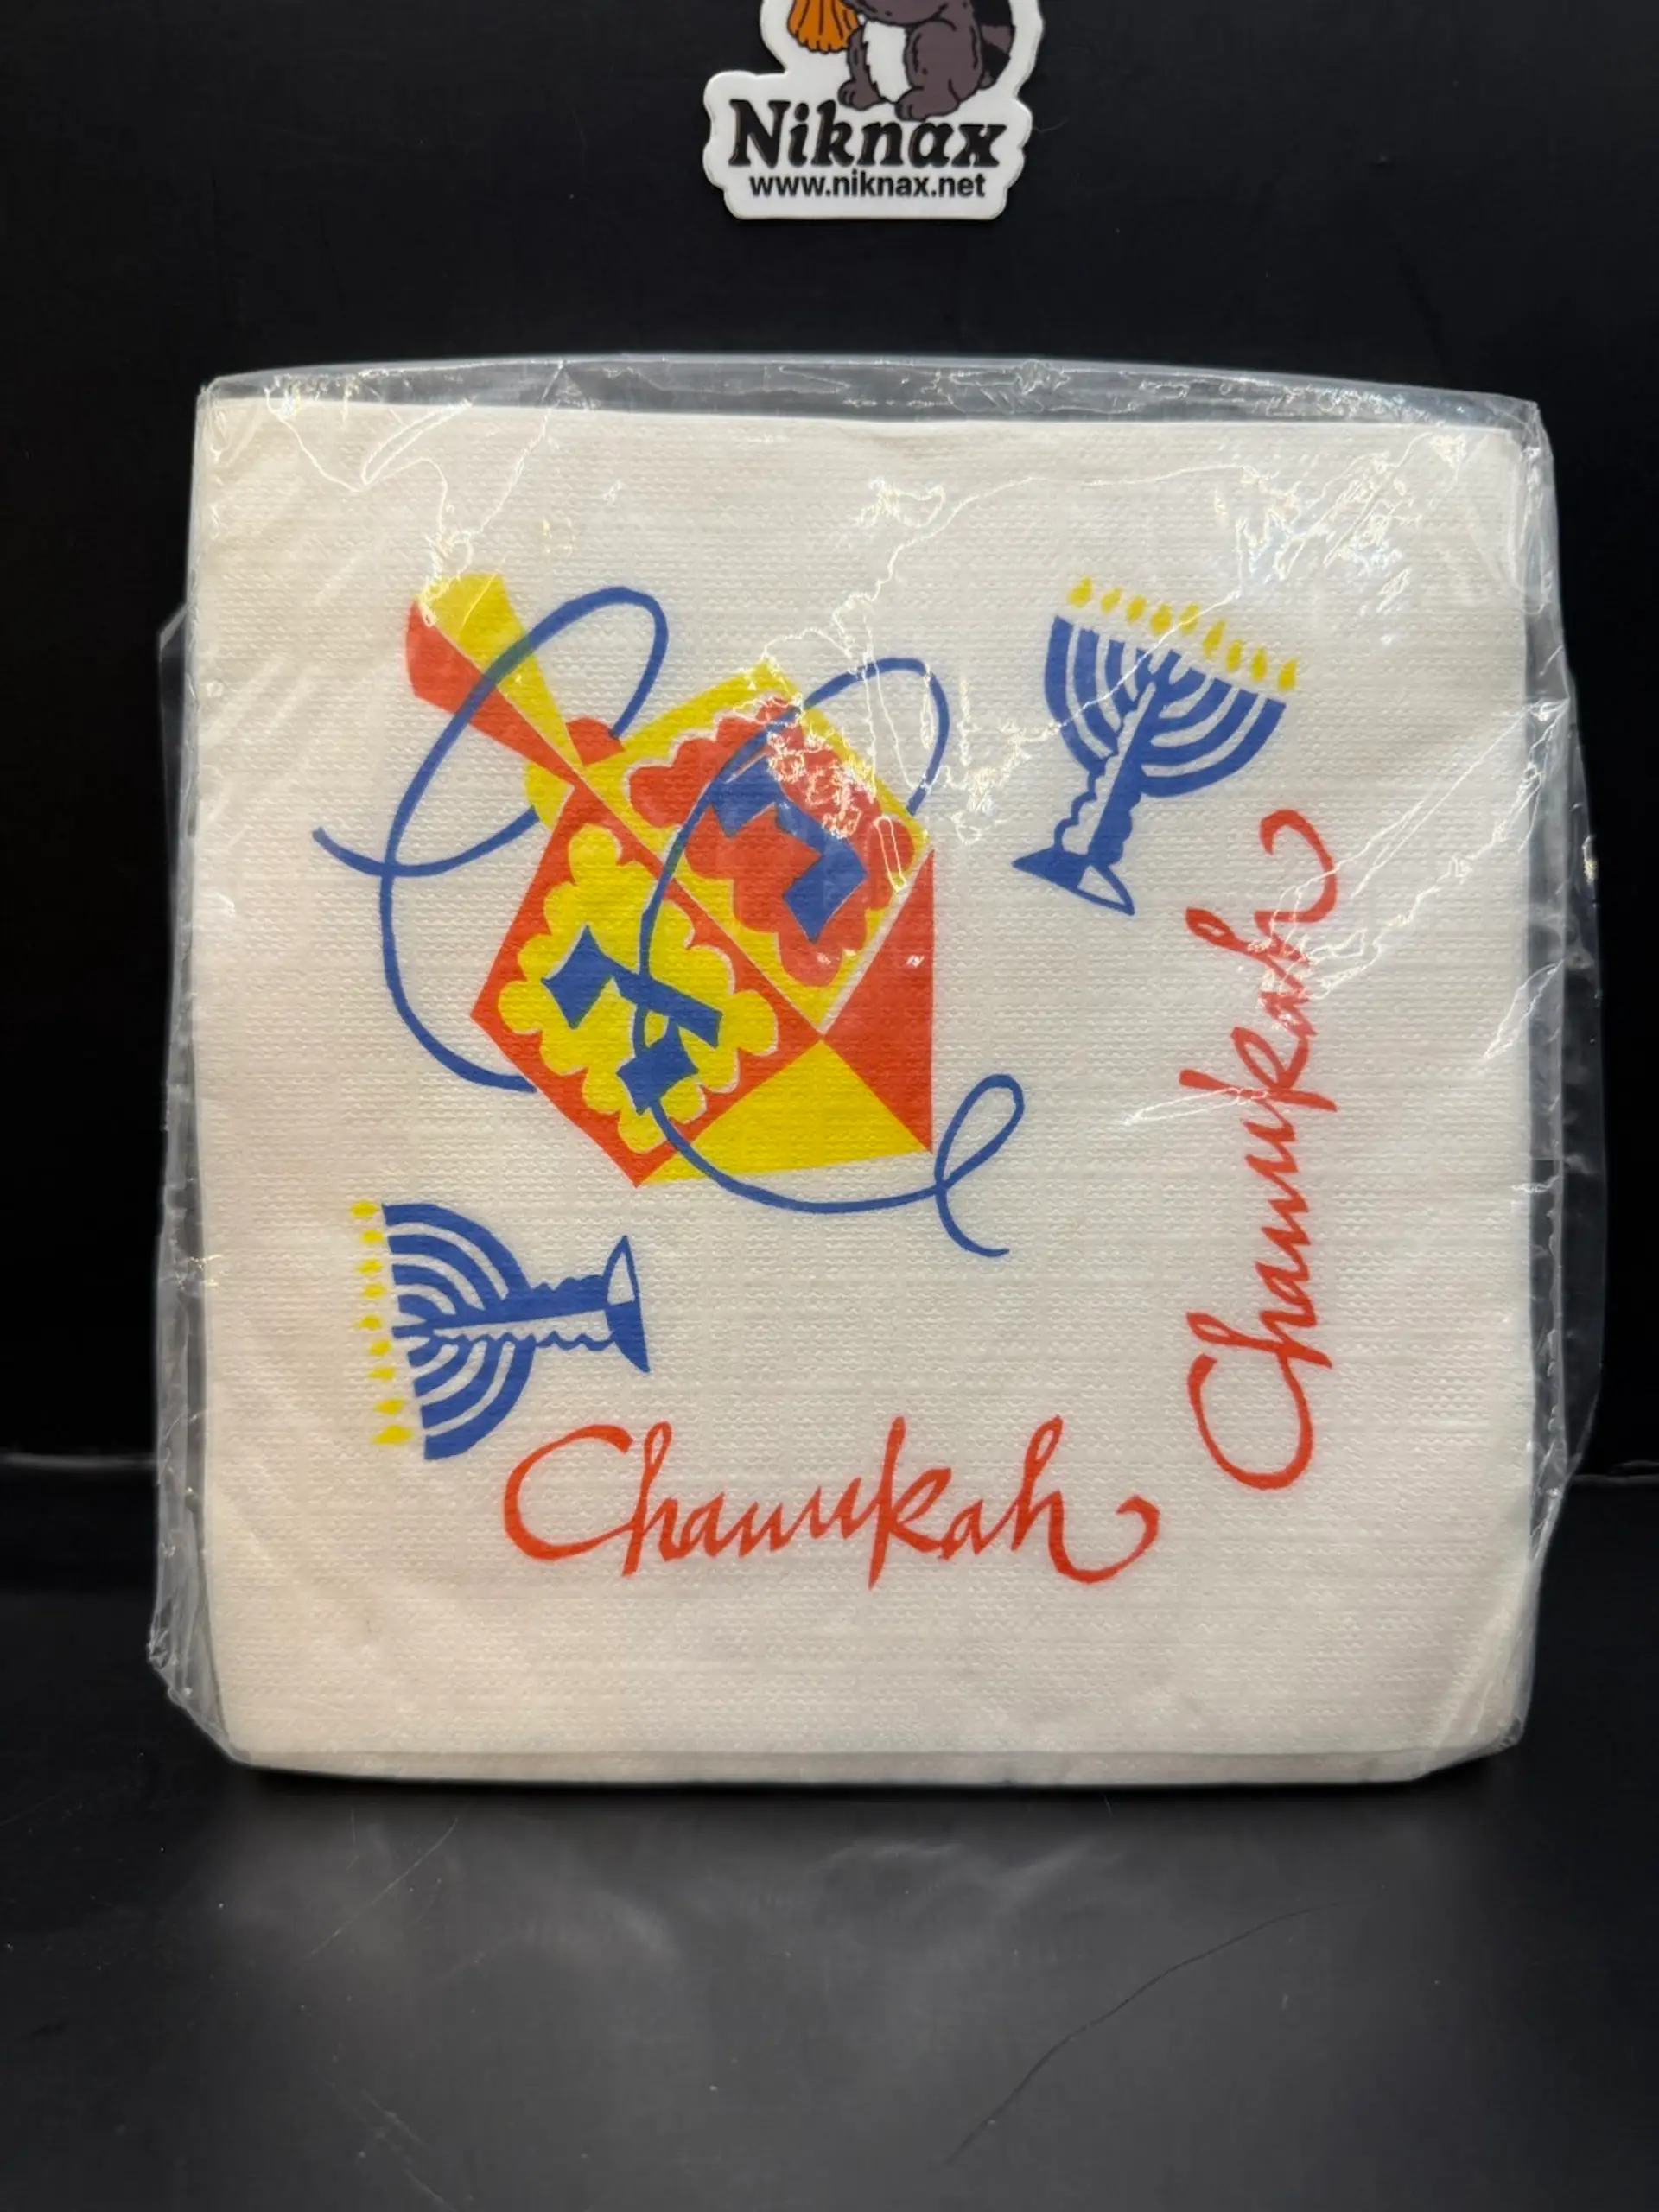 Niknax
www.niknax.net
נ
ג
Chanukah
Chanukah